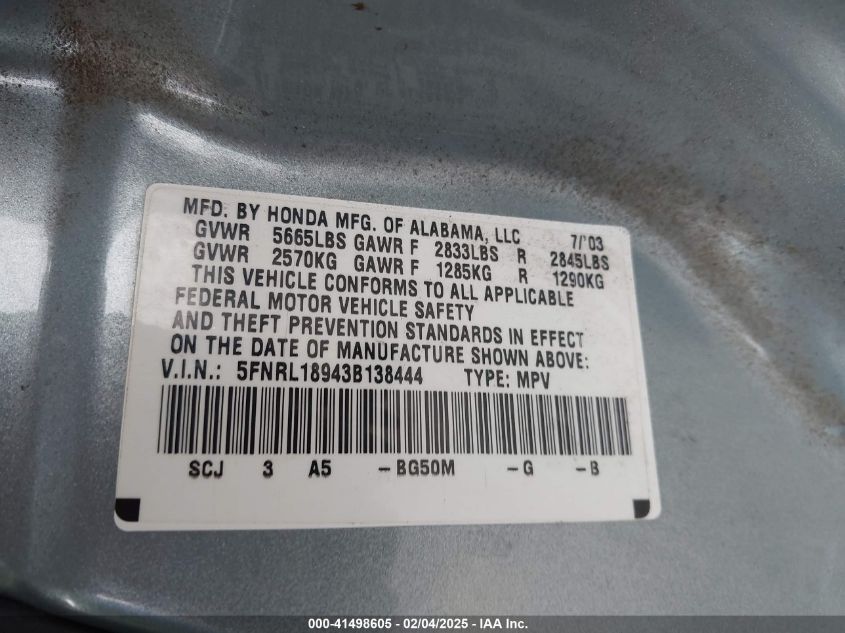 MFD. BY HONDA MFG. OF ALABAMA, LLC 7/'03
GVWR 5665LBS GAWR F 2833LBS R 2845LBS
GVWR 2570KG GAWR F 1285KG R 1290KG
THIS VEHICLE CONFORMS TO ALL APPLICABLE
FEDERAL MOTOR VEHICLE SAFETY
AND THEFT PREVENTION STANDARDS IN EFFECT
ON THE DATE OF MANUFACTURE SHOWN ABOVE:
V.I.N.: 5FNRL18943B138444 TYPE: MPV
SCJ 3 A5 -BG50M -G -B
000-41498605 - 02/04/2025 - IAA Inc.